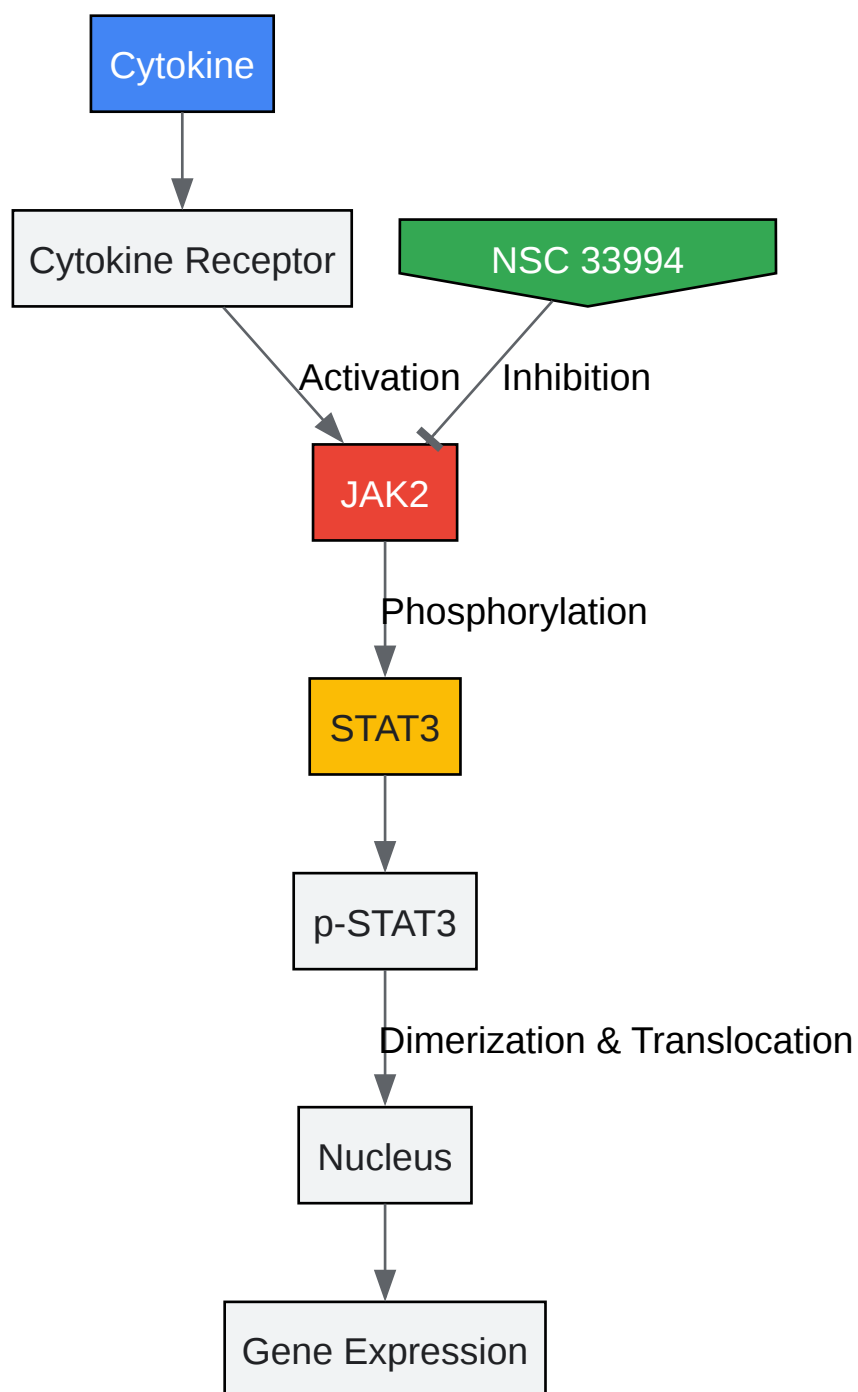 Cytokine
Cytokine Receptor
NSC 33994
Activation
Inhibition
JAK2
Phosphorylation
STAT3
p-STAT3
Dimerization & Translocation
Nucleus
Gene Expression